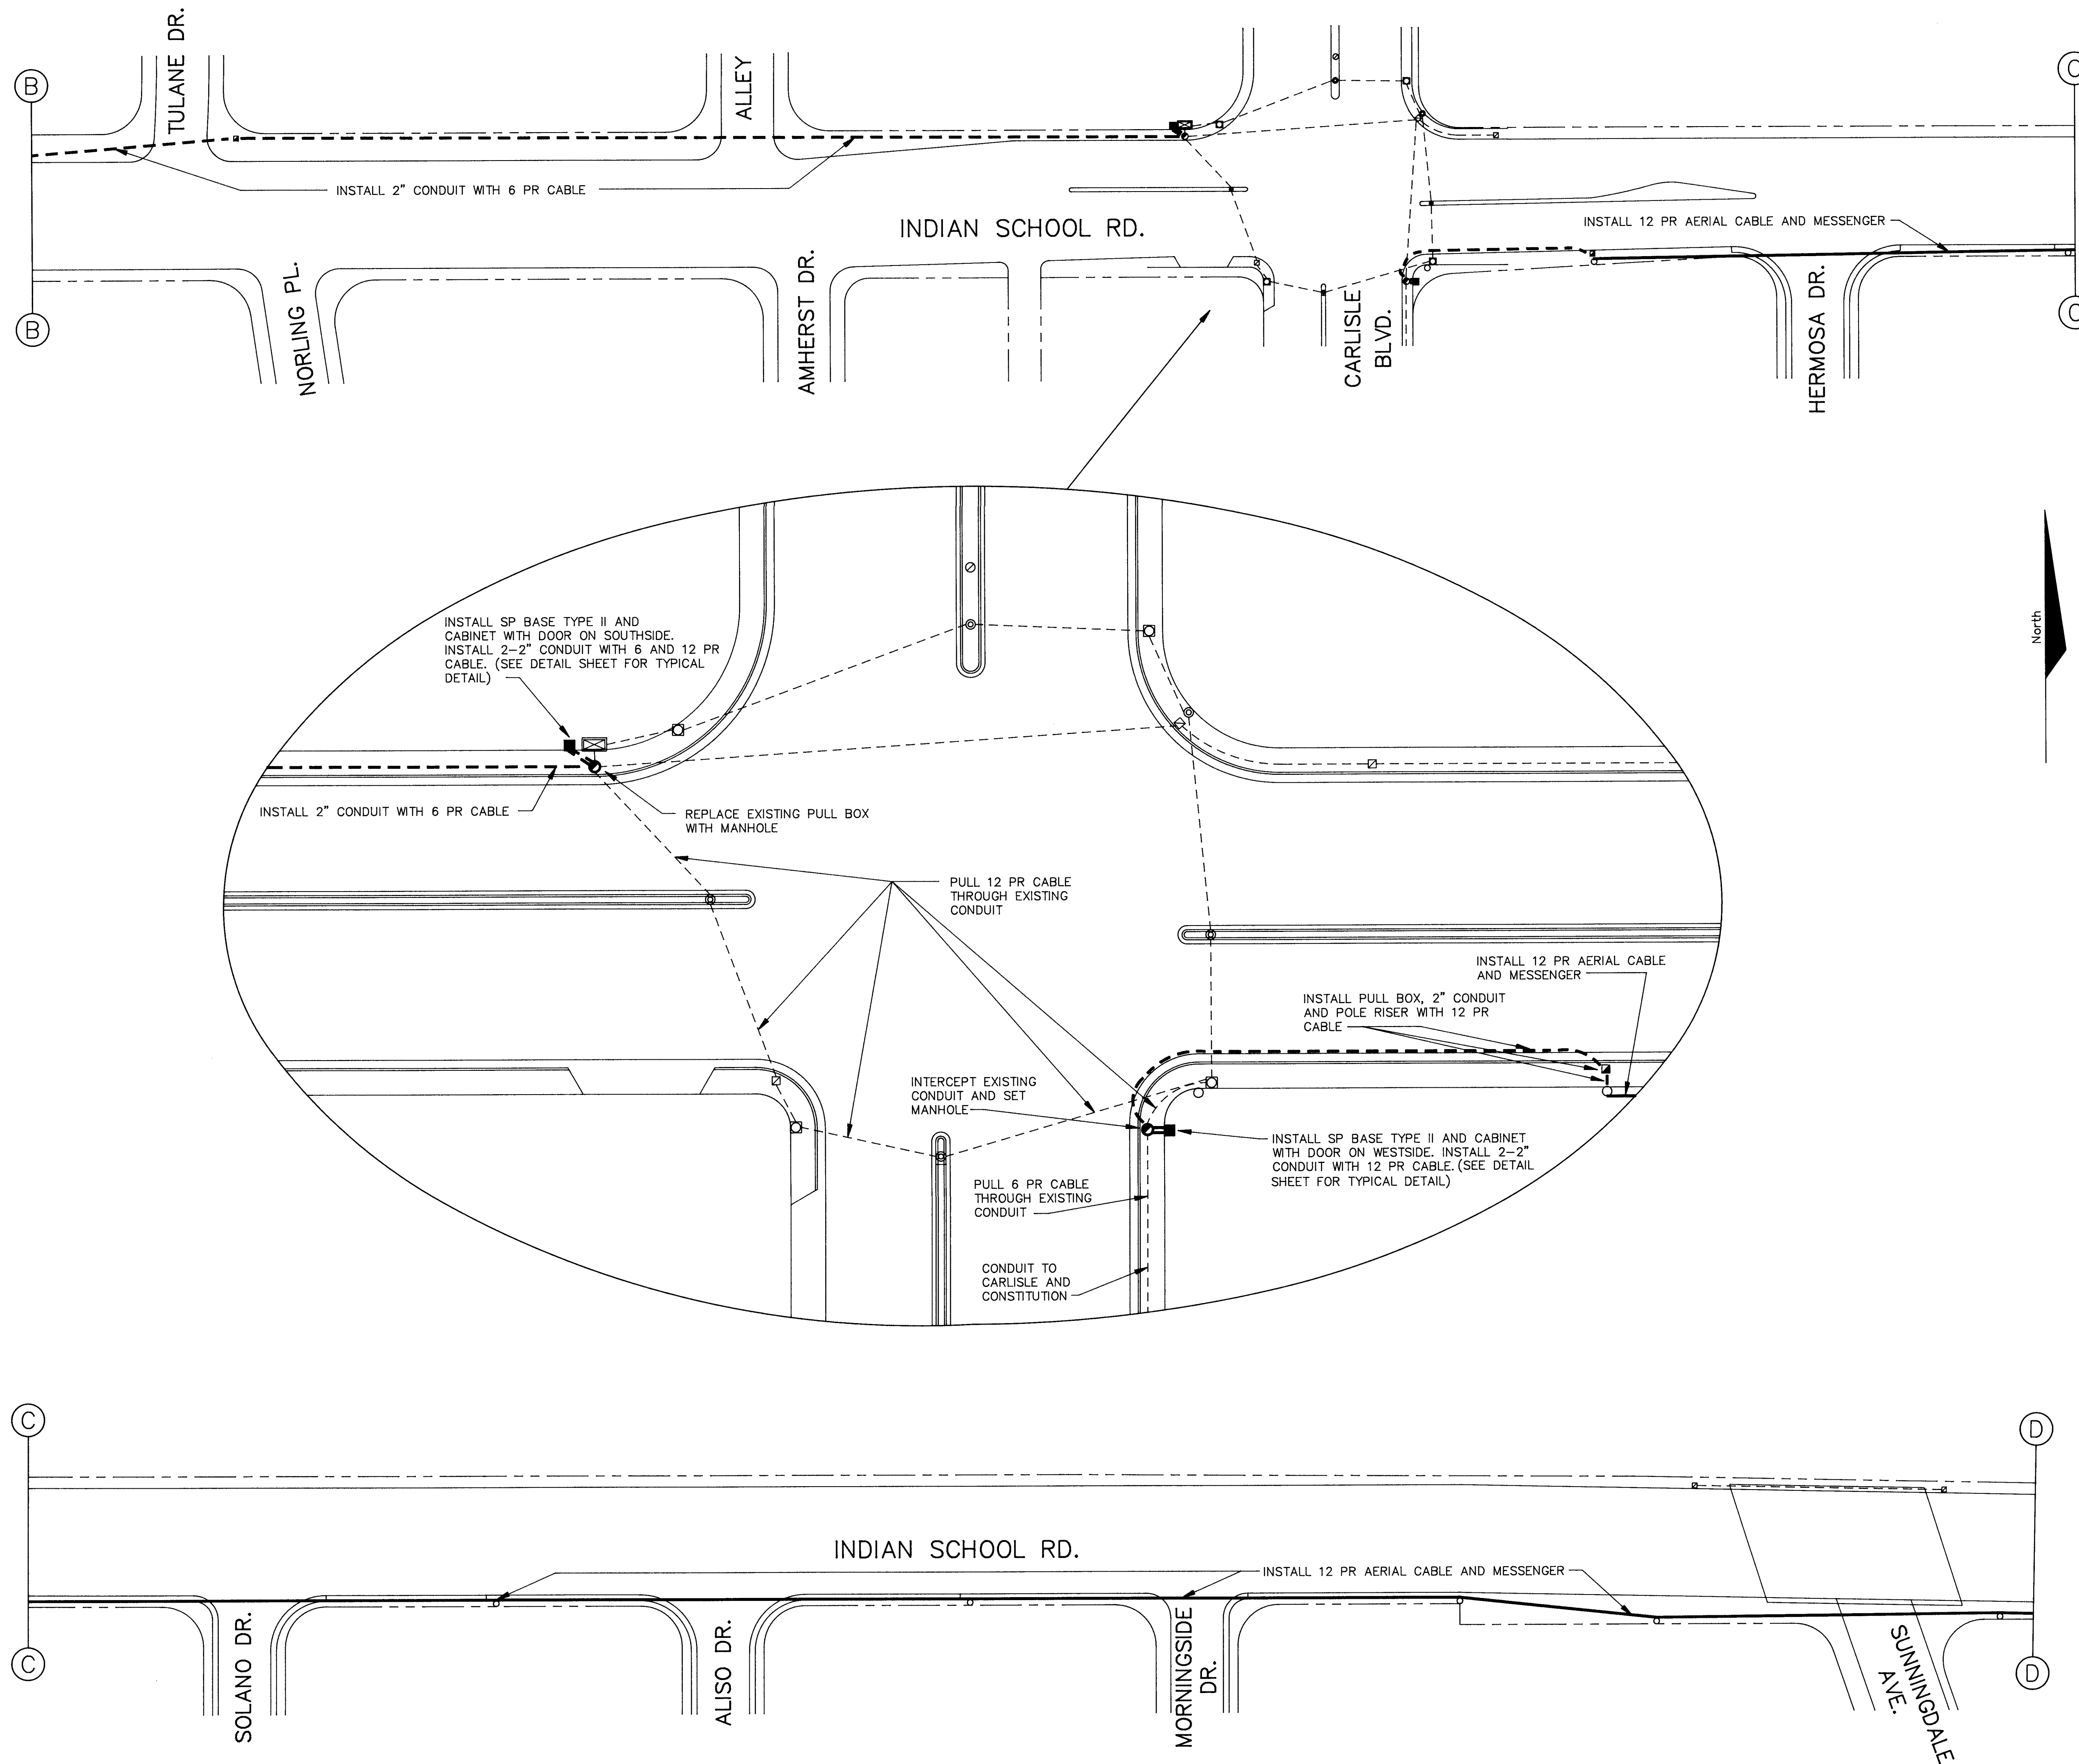 TULANE DR.
ALLEY
B
C
INSTALL 2" CONDUIT WITH 6 PR CABLE
INDIAN SCHOOL RD.
INSTALL 12 PR AERIAL CABLE AND MESSENGER
NORLING PL.
AMHERST DR.
CARLISLE
BLVD.
HERMOSA DR.
B
C
North
INSTALL SP BASE TYPE II AND
CABINET WITH DOOR ON SOUTHSIDE.
INSTALL 2-2" CONDUIT WITH 6 AND 12 PR
CABLE. (SEE DETAIL SHEET FOR TYPICAL
DETAIL)
INSTALL 2" CONDUIT WITH 6 PR CABLE
REPLACE EXISTING PULL BOX
WITH MANHOLE
PULL 12 PR CABLE
THROUGH EXISTING
CONDUIT
INSTALL 12 PR AERIAL CABLE
AND MESSENGER
INSTALL PULL BOX, 2" CONDUIT
AND POLE RISER WITH 12 PR
CABLE
INTERCEPT EXISTING
CONDUIT AND SET
MANHOLE
INSTALL SP BASE TYPE II AND CABINET
WITH DOOR ON WESTSIDE. INSTALL 2-2"
CONDUIT WITH 12 PR CABLE. (SEE DETAIL
SHEET FOR TYPICAL DETAIL)
PULL 6 PR CABLE
THROUGH EXISTING
CONDUIT
CONDUIT TO
CARLISLE AND
CONSTITUTION
C
D
INDIAN SCHOOL RD.
INSTALL 12 PR AERIAL CABLE AND MESSENGER
C
D
SOLANO DR.
ALISO DR.
MORNINGSIDE
DR.
SUNNINGDALE
AVE.